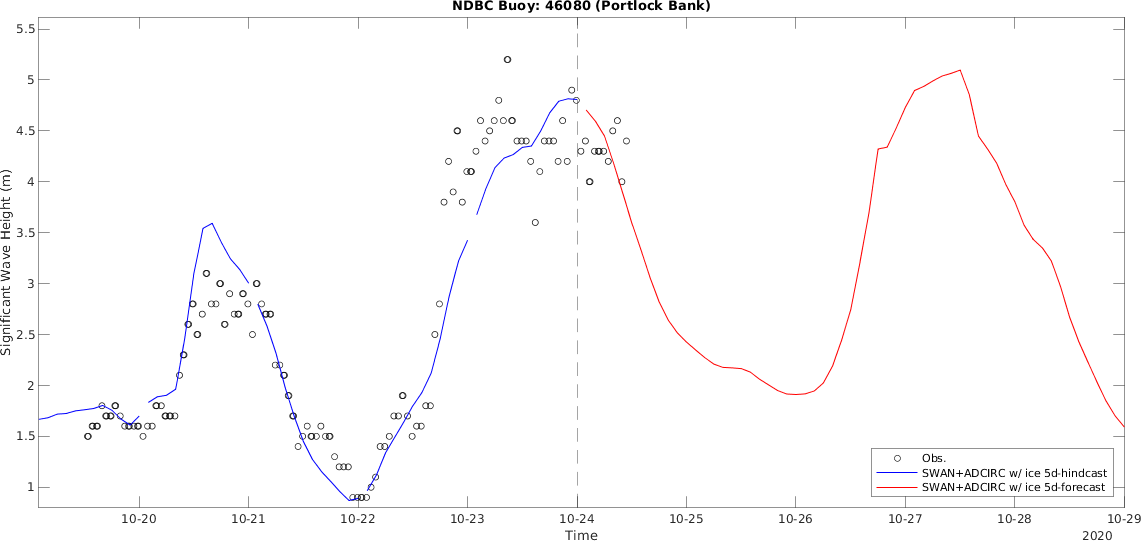 NDBC Buoy: 46080 (Portlock Bank)
Significant Wave Height (m)
5.5
5
4.5
4
3.5
3
2.5
2
1.5
1
Obs.
SWAN+ADCIRC w/ ice 5d-hindcast
SWAN+ADCIRC w/ ice 5d-forecast
10-20 10-21 10-22 10-23 10-24 10-25 10-26 10-27 10-28 10-29
Time
2020